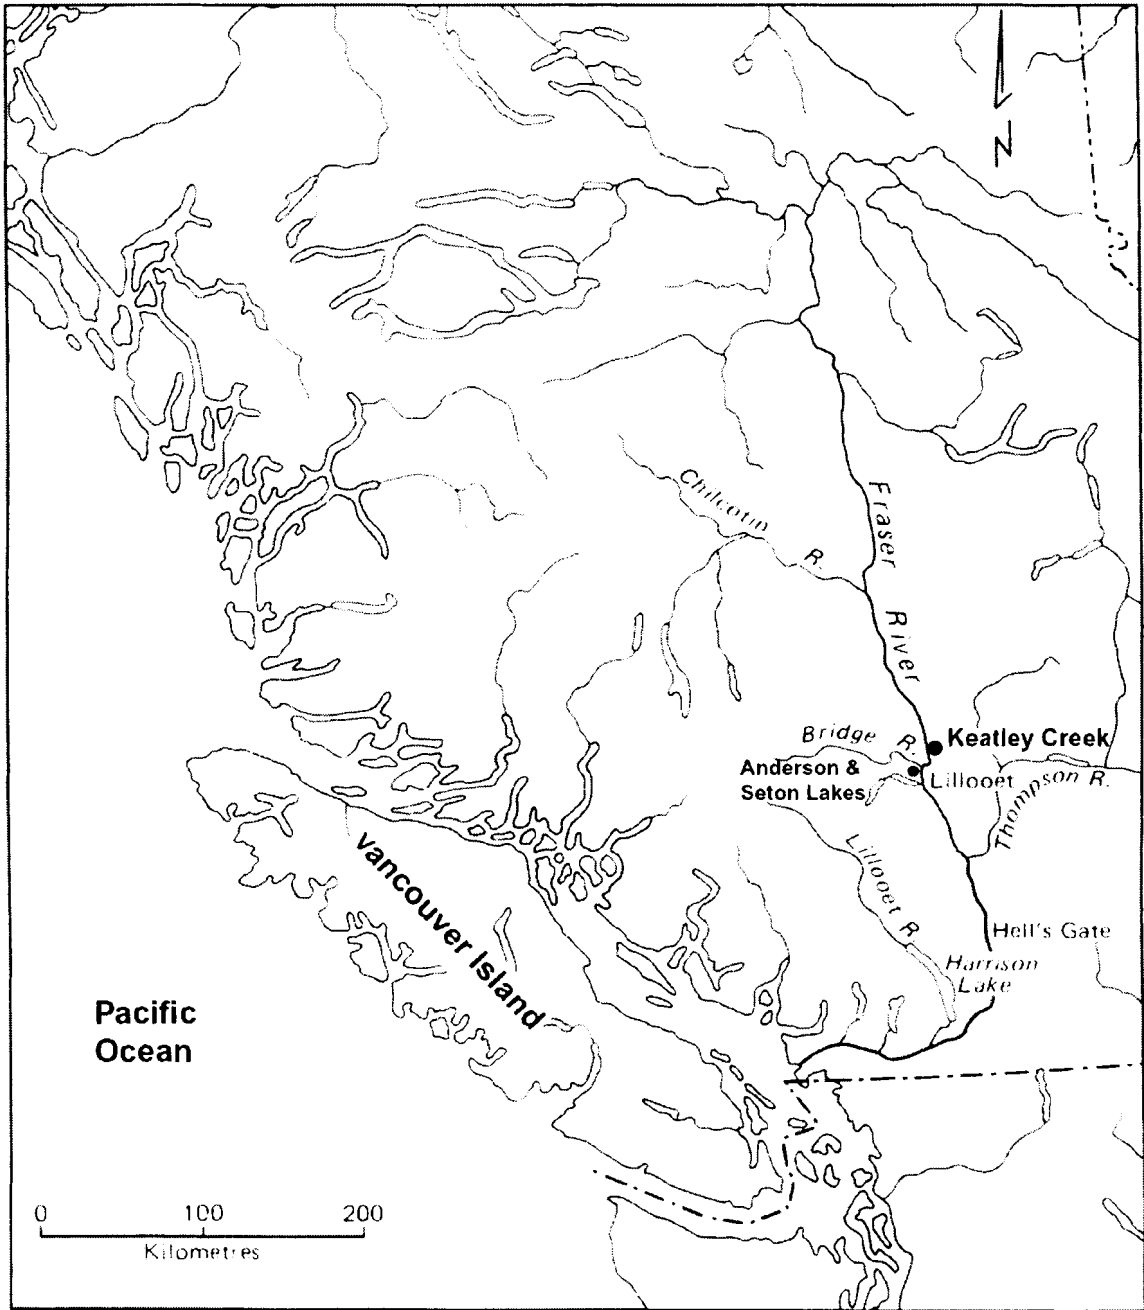 N
Chilcotin
R.
Fraser
River
Bridge R.
Keatley Creek
Anderson &
Seton Lakes
Lillooet
Thompson R.
Lillooet R.
vancouver Island
Hell's Gate
Harrison
Lake
Pacific
Ocean
0 100 200
Kilometres